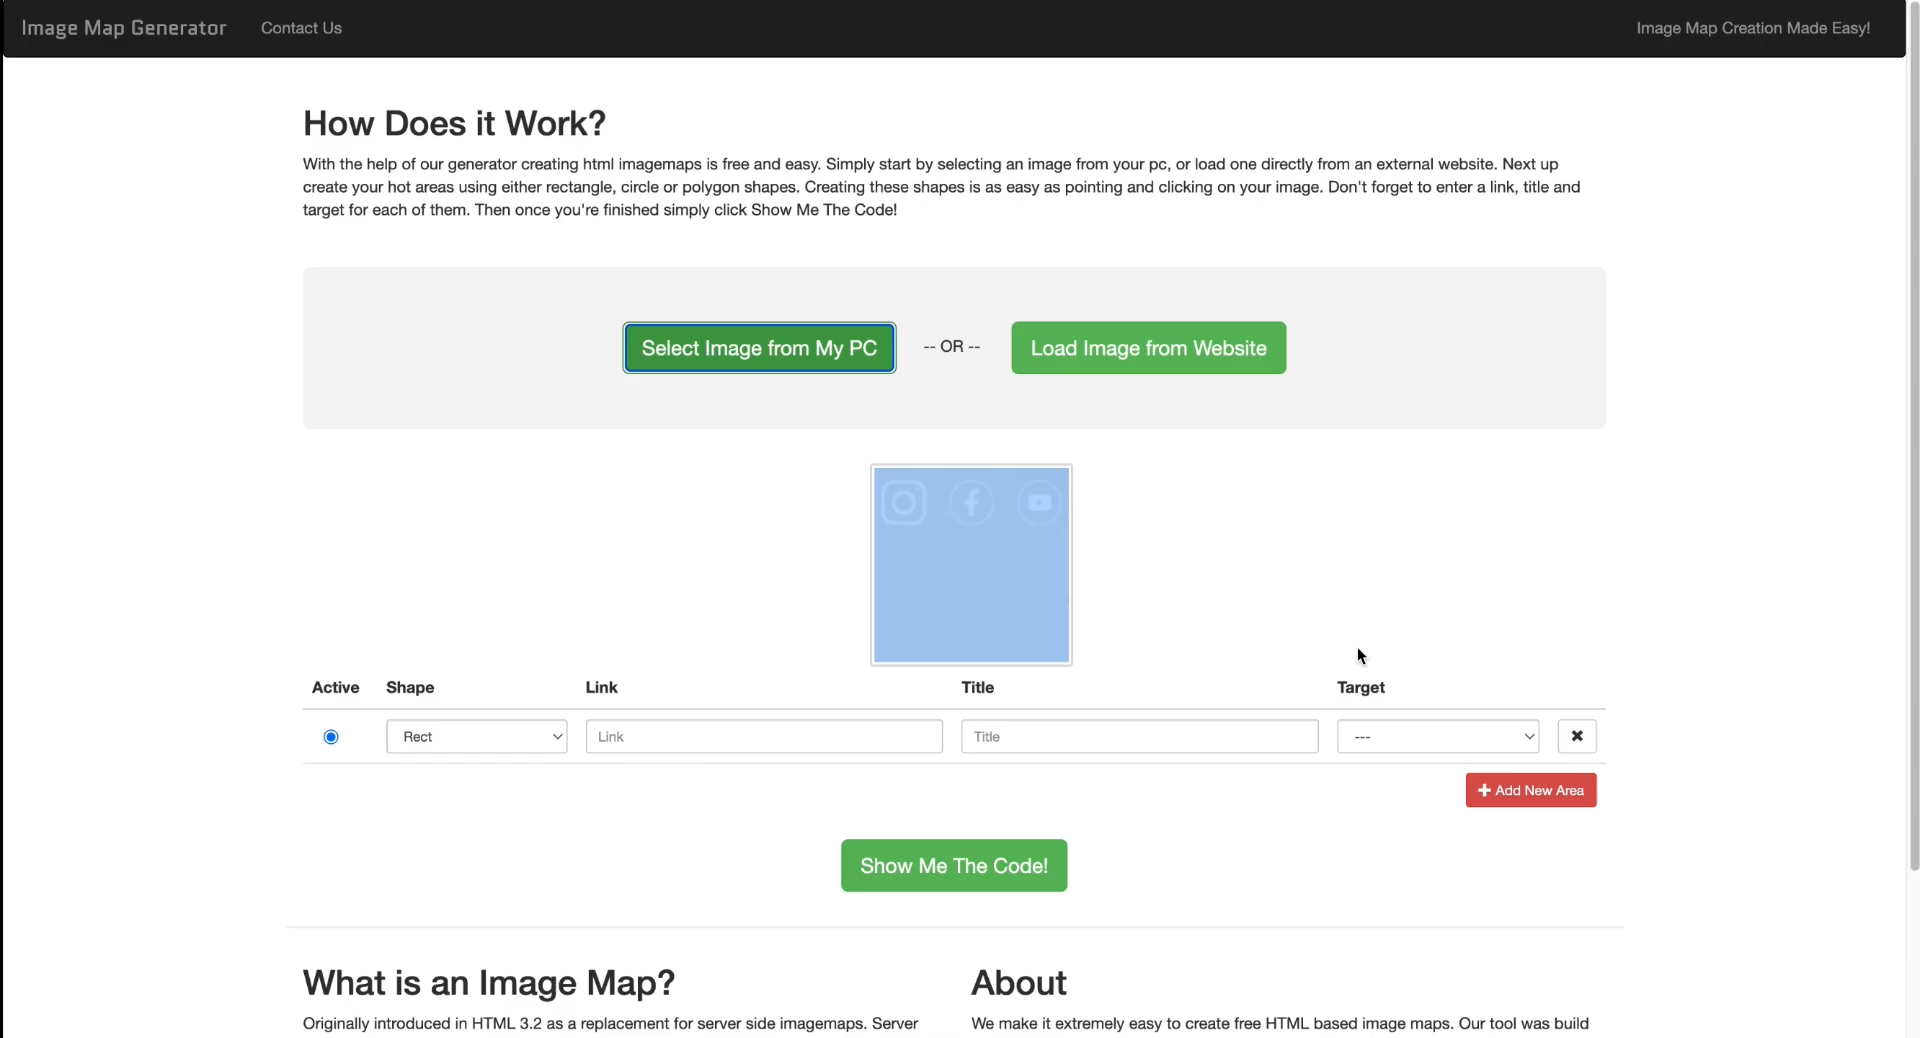 Image Map Generator
Contact Us
Image Map Creation Made Easy!
How Does it Work?
With the help of our generator creating html imagemaps is free and easy. Simply start by selecting an image from your pc, or load one directly from an external website. Next up
create your hot areas using either rectangle, circle or polygon shapes. Creating these shapes is as easy as pointing and clicking on your image. Don't forget to enter a link, title and
target for each of them. Then once you're finished simply click Show Me The Code!
Select Image from My PC
-- OR --
Load Image from Website
Active Shape Link Title Target
Rect Link Title ---
Add New Area
Show Me The Code!
What is an Image Map?
Originally introduced in HTML 3.2 as a replacement for server side imagemaps. Server
About
We make it extremely easy to create free HTML based image maps. Our tool was build